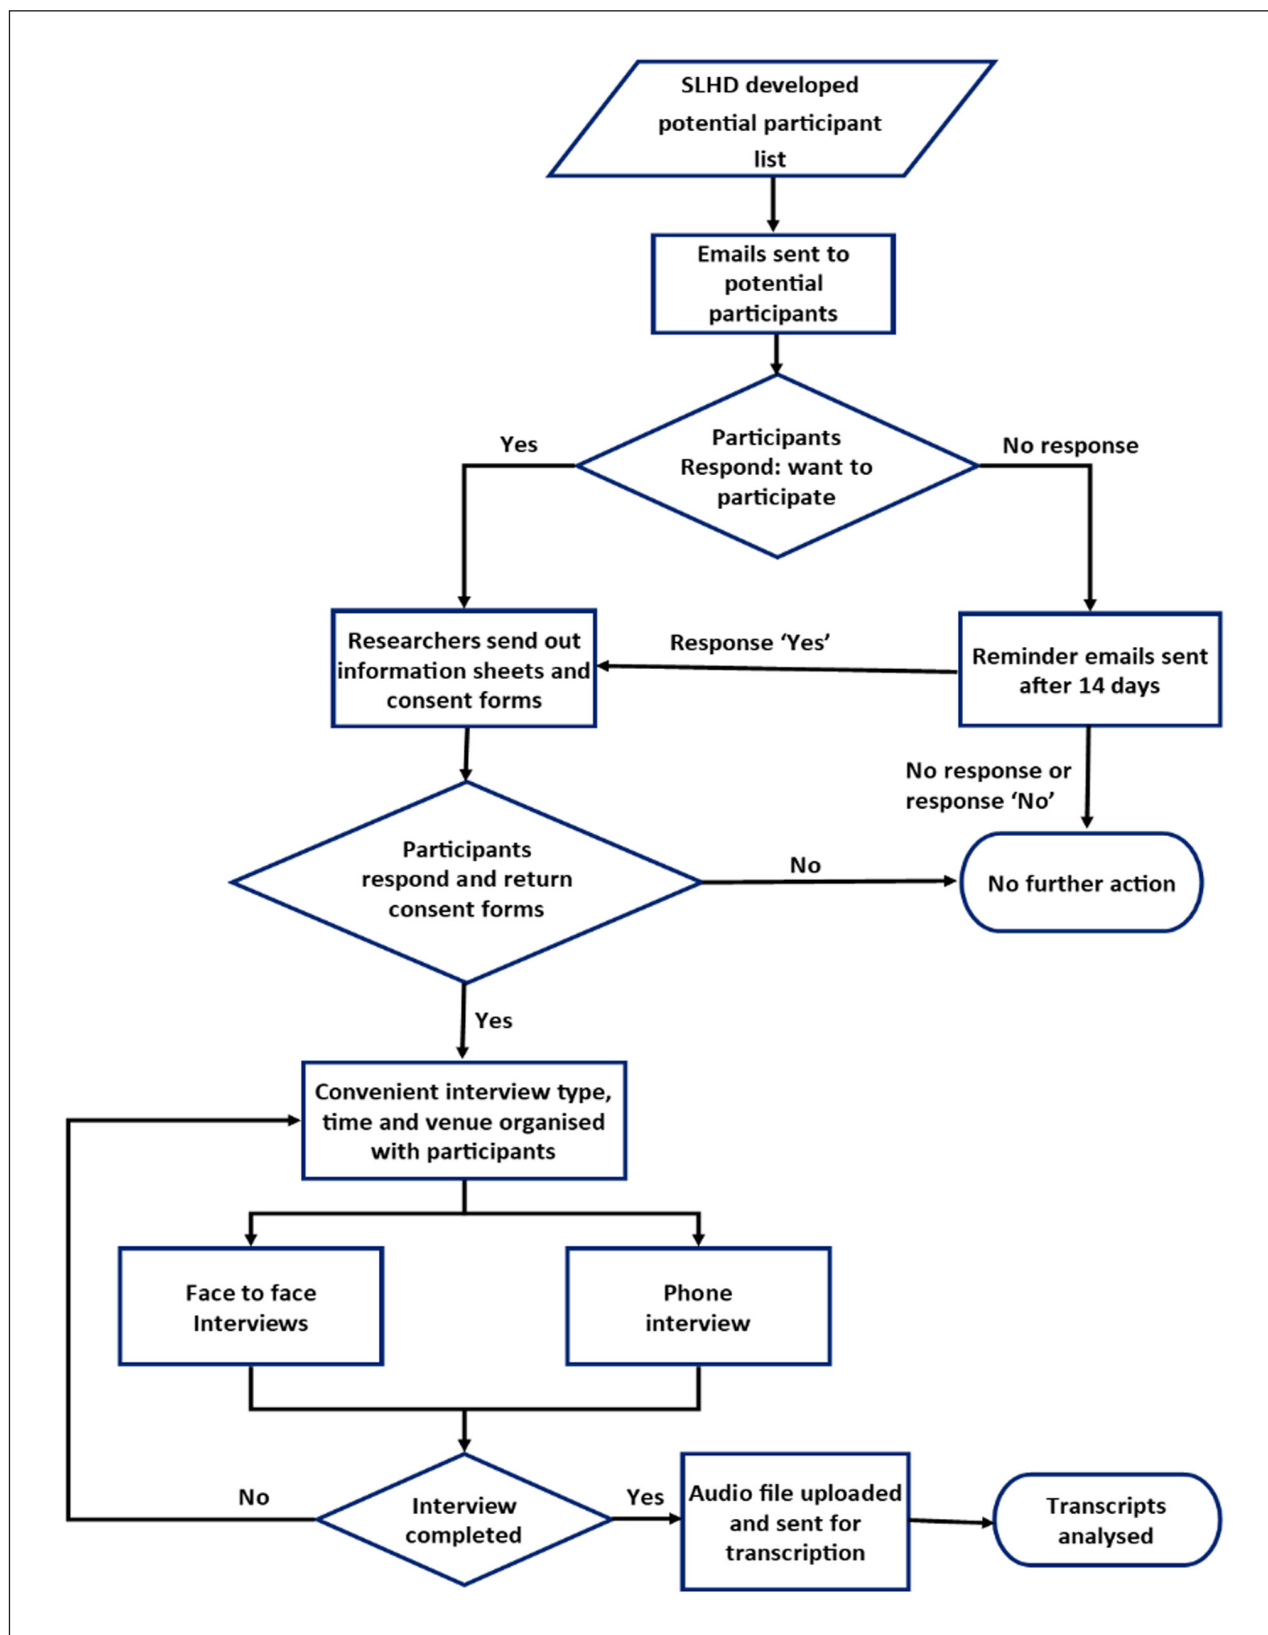 SLHD developed
potential participant
list
Emails sent to
potential
participants
Participants
Respond: want to
participate
Yes
No response
Researchers send out
information sheets and
consent forms
Response ‘Yes’
Reminder emails sent
after 14 days
No response or
response ‘No’
Participants
respond and return
consent forms
No
No further action
Yes
Convenient interview type,
time and venue organised
with participants
Face to face
Interviews
Phone
interview
No
Interview
completed
Yes
Audio file uploaded
and sent for
transcription
Transcripts
analysed